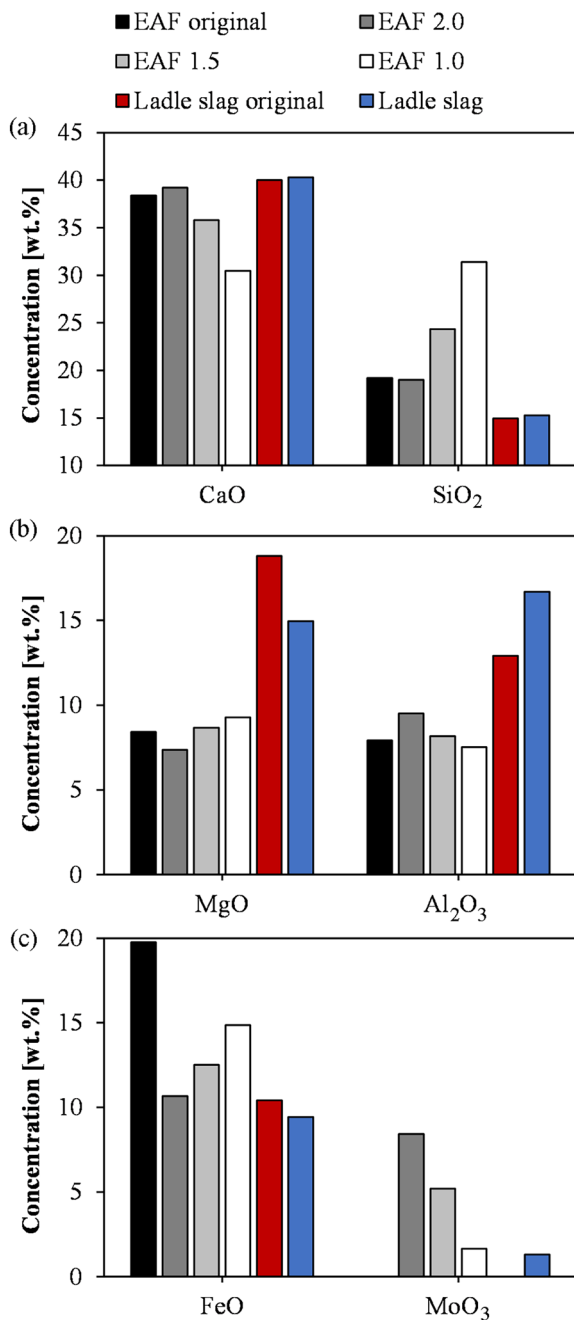 EAF original EAF 2.0
EAF 1.5 EAF 1.0
Ladle slag original Ladle slag
(a)
Concentration [wt.%]
45
40
35
30
25
20
15
10
CaO SiO₂
(b)
Concentration [wt.%]
20
15
10
5
0
MgO Al₂O₃
(c)
Concentration [wt.%]
20
15
10
5
0
FeO MoO₃